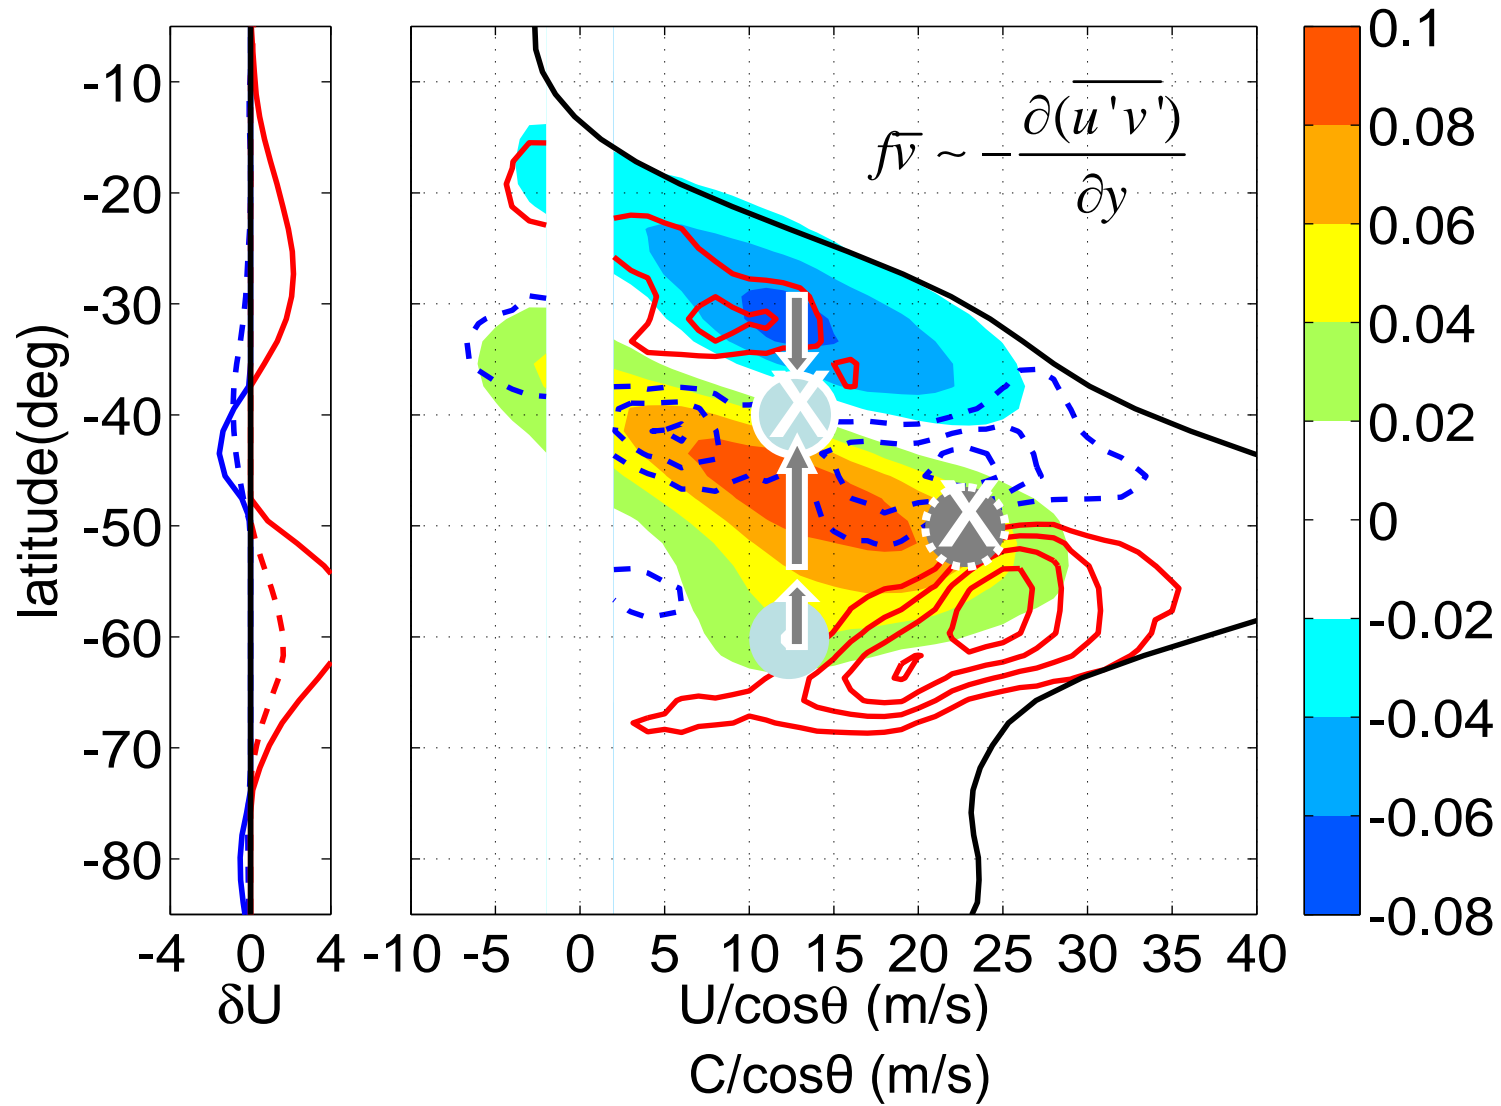 -10
-20
-30
-40
-50
-60
-70
-80
latitude(deg)
-4 0 4
δU
f v̅ ~ - ∂(u'v')‾ / ∂y
X
X
-10 -5 0 5 10 15 20 25 30 35 40
U/cosθ (m/s)
C/cosθ (m/s)
0.1
0.08
0.06
0.04
0.02
0
-0.02
-0.04
-0.06
-0.08